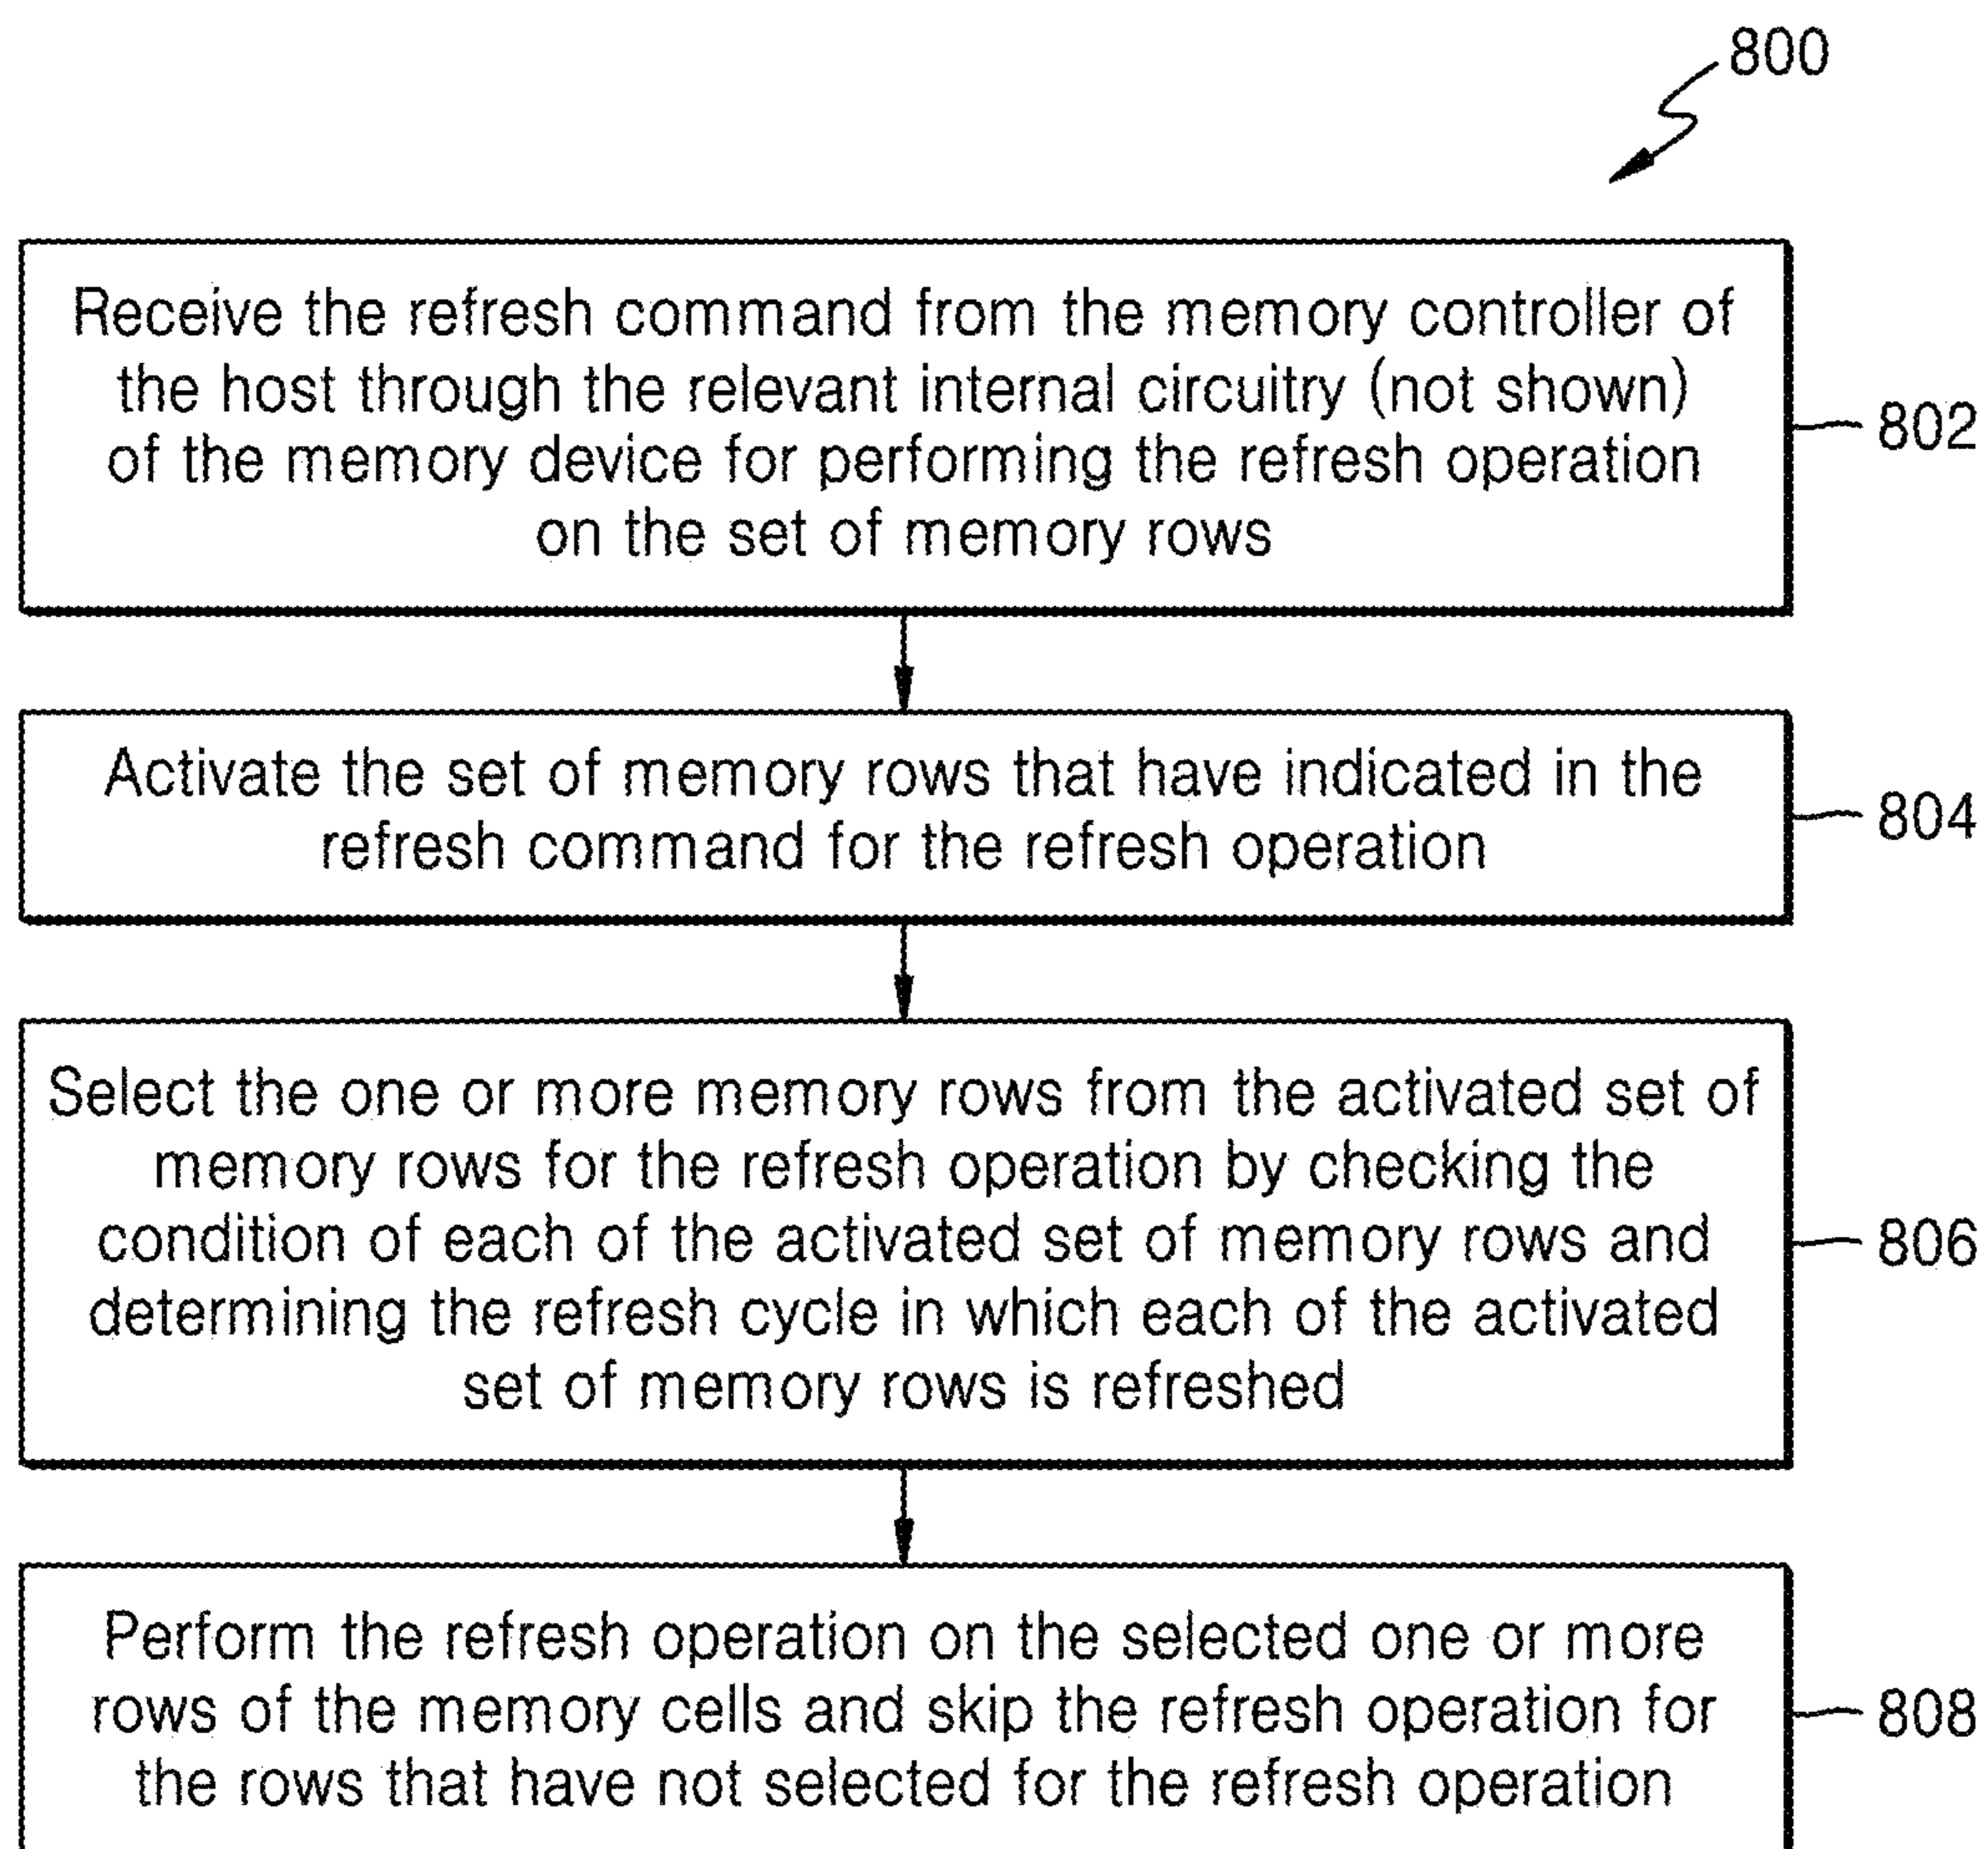 800
Receive the refresh command from the memory controller of
the host through the relevant internal circuitry (not shown)
of the memory device for performing the refresh operation
on the set of memory rows
802
Activate the set of memory rows that have indicated in the
refresh command for the refresh operation
804
Select the one or more memory rows from the activated set of
memory rows for the refresh operation by checking the
condition of each of the activated set of memory rows and
determining the refresh cycle in which each of the activated
set of memory rows is refreshed
806
Perform the refresh operation on the selected one or more
rows of the memory cells and skip the refresh operation for
the rows that have not selected for the refresh operation
808